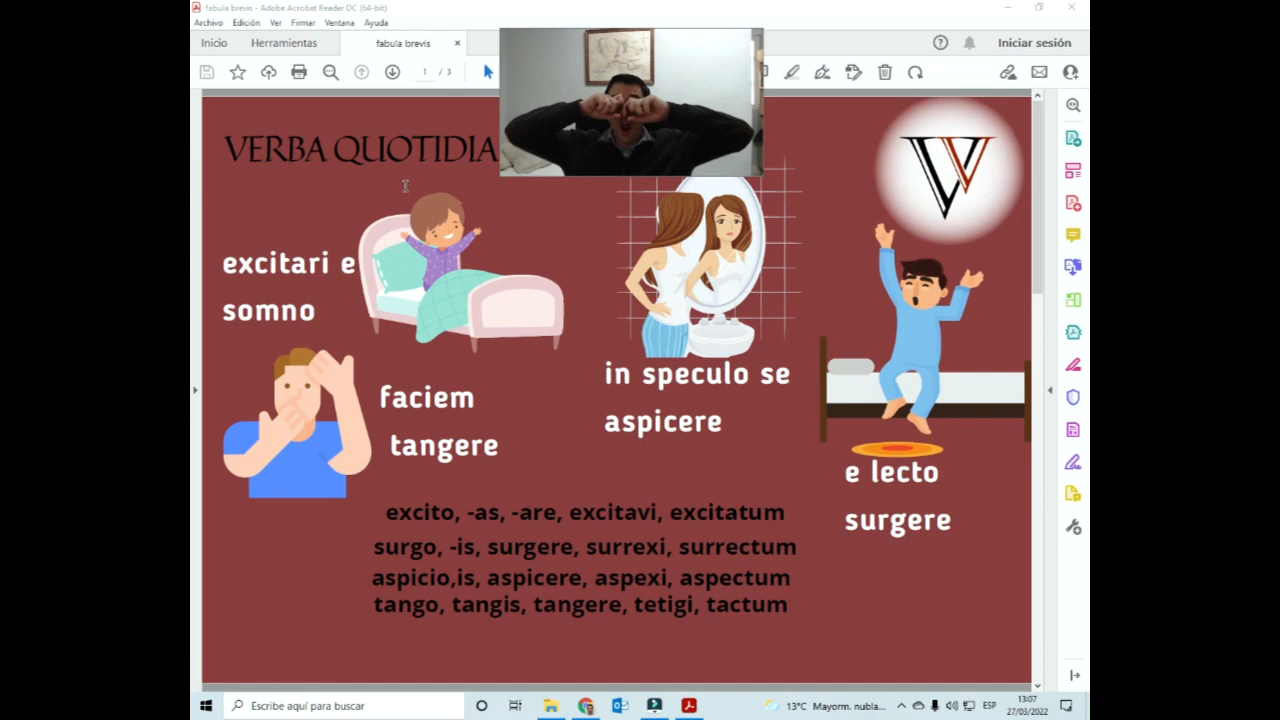 fabula brevis - Adobe Acrobat Reader DC (64-bit)
Archivo Edición Ver Firmar Ventana Ayuda
Inicio Herramientas fabula brevis × Iniciar sesión
1 / 3
VERBA QUOTIDIA
excitari e
somno
faciem
tangere
in speculo se
aspicere
e lecto
surgere
excito, -as, -are, excitavi, excitatum
surgo, -is, surgere, surrexi, surrectum
aspicio,is, aspicere, aspexi, aspectum
tango, tangis, tangere, tetigi, tactum
Escribe aquí para buscar
13°C Mayorm. nubla...
ESP
13:07
27/03/2022